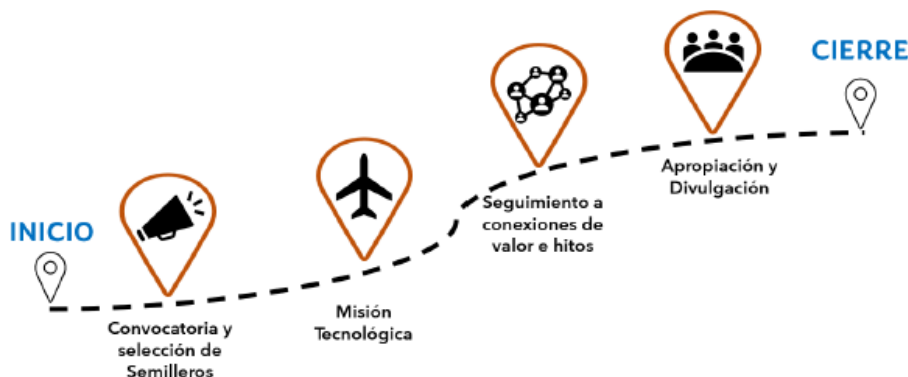 INICIO
Convocatoria y
selección de
Semilleros
Misión
Tecnológica
Seguimiento a
conexiones de
valor e hitos
Apropiación y
Divulgación
CIERRE